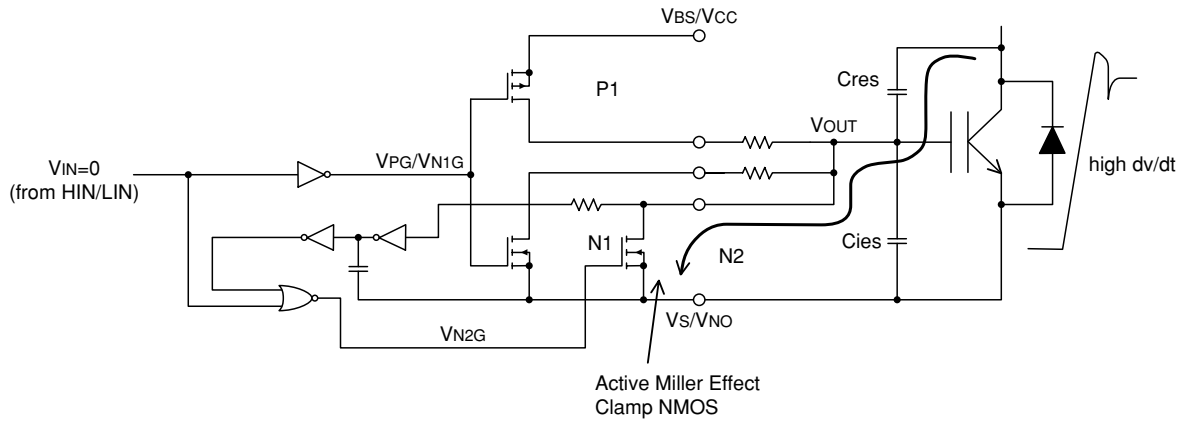 VBS/VCC
P1
Cres
VOUT
VIN=0
(from HIN/LIN)
VPG/VN1G
high dv/dt
N1
N2
Cies
VS/VNO
VN2G
Active Miller Effect
Clamp NMOS